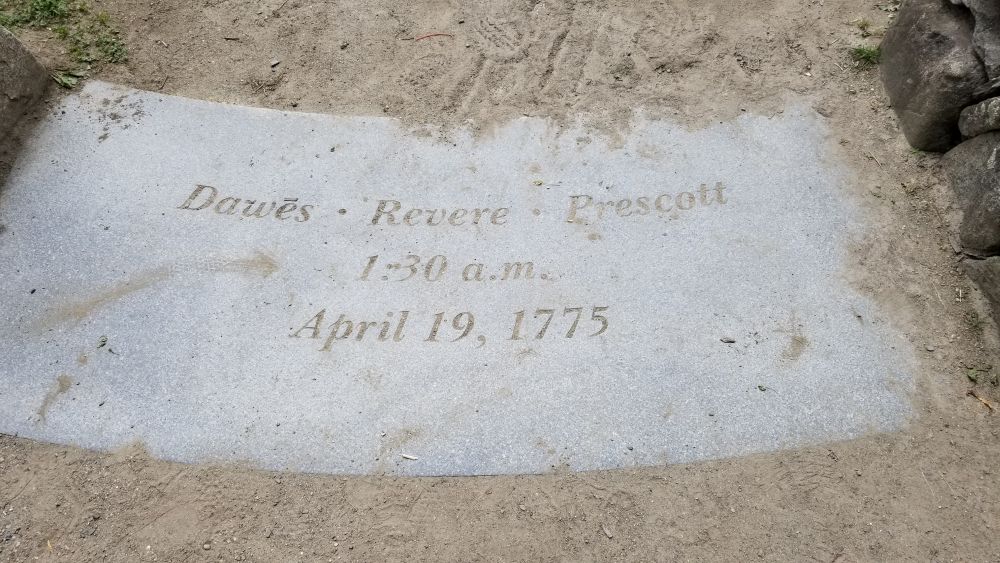 Dawēs · Revere · Prescott
1:30 a.m.
April 19, 1775